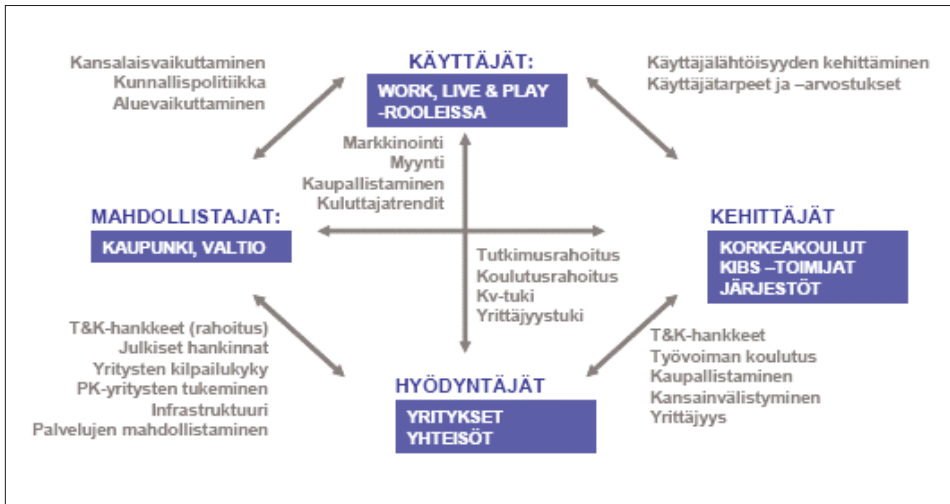 Kansalaisvaikuttaminen
Kunnallispolitiikka
Aluevaikuttaminen
KÄYTTÄJÄT:
WORK, LIVE & PLAY
-ROOLEISSA
Käyttäjälähtöisyyden kehittäminen
Käyttäjätarpeet ja –arvostukset
Markkinointi
Myynti
Kaupallistaminen
Kuluttajatrendit
MAHDOLLISTAJAT:
KAUPUNKI, VALTIO
KEHITTÄJÄT
KORKEAKOULUT
KIBS –TOIMIJAT
JÄRJESTÖT
Tutkimusrahoitus
Koulutusrahoitus
Kv-tuki
Yrittäjyystuki
T&K-hankkeet (rahoitus)
Julkiset hankinnat
Yritysten kilpailukyky
PK-yritysten tukeminen
Infrastruktuuri
Palvelujen mahdollistaminen
HYÖDYNTÄJÄT
YRITYKSET
YHTEISÖT
T&K-hankkeet
Työvoiman koulutus
Kaupallistaminen
Kansainvälistyminen
Yrittäjyys